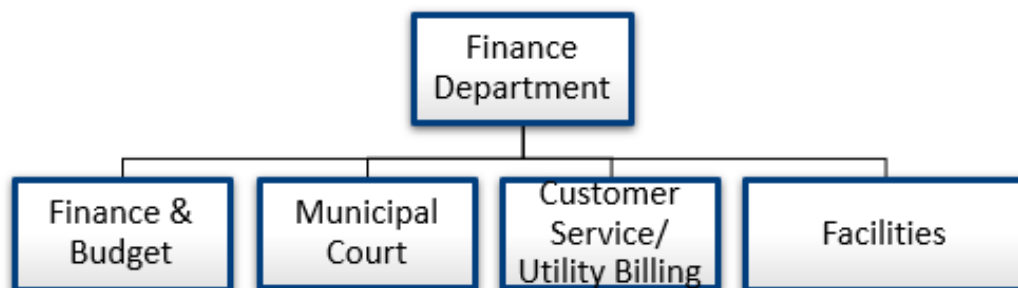 Finance
Department
Finance &
Budget
Municipal
Court
Customer
Service/
Utility Billing
Facilities